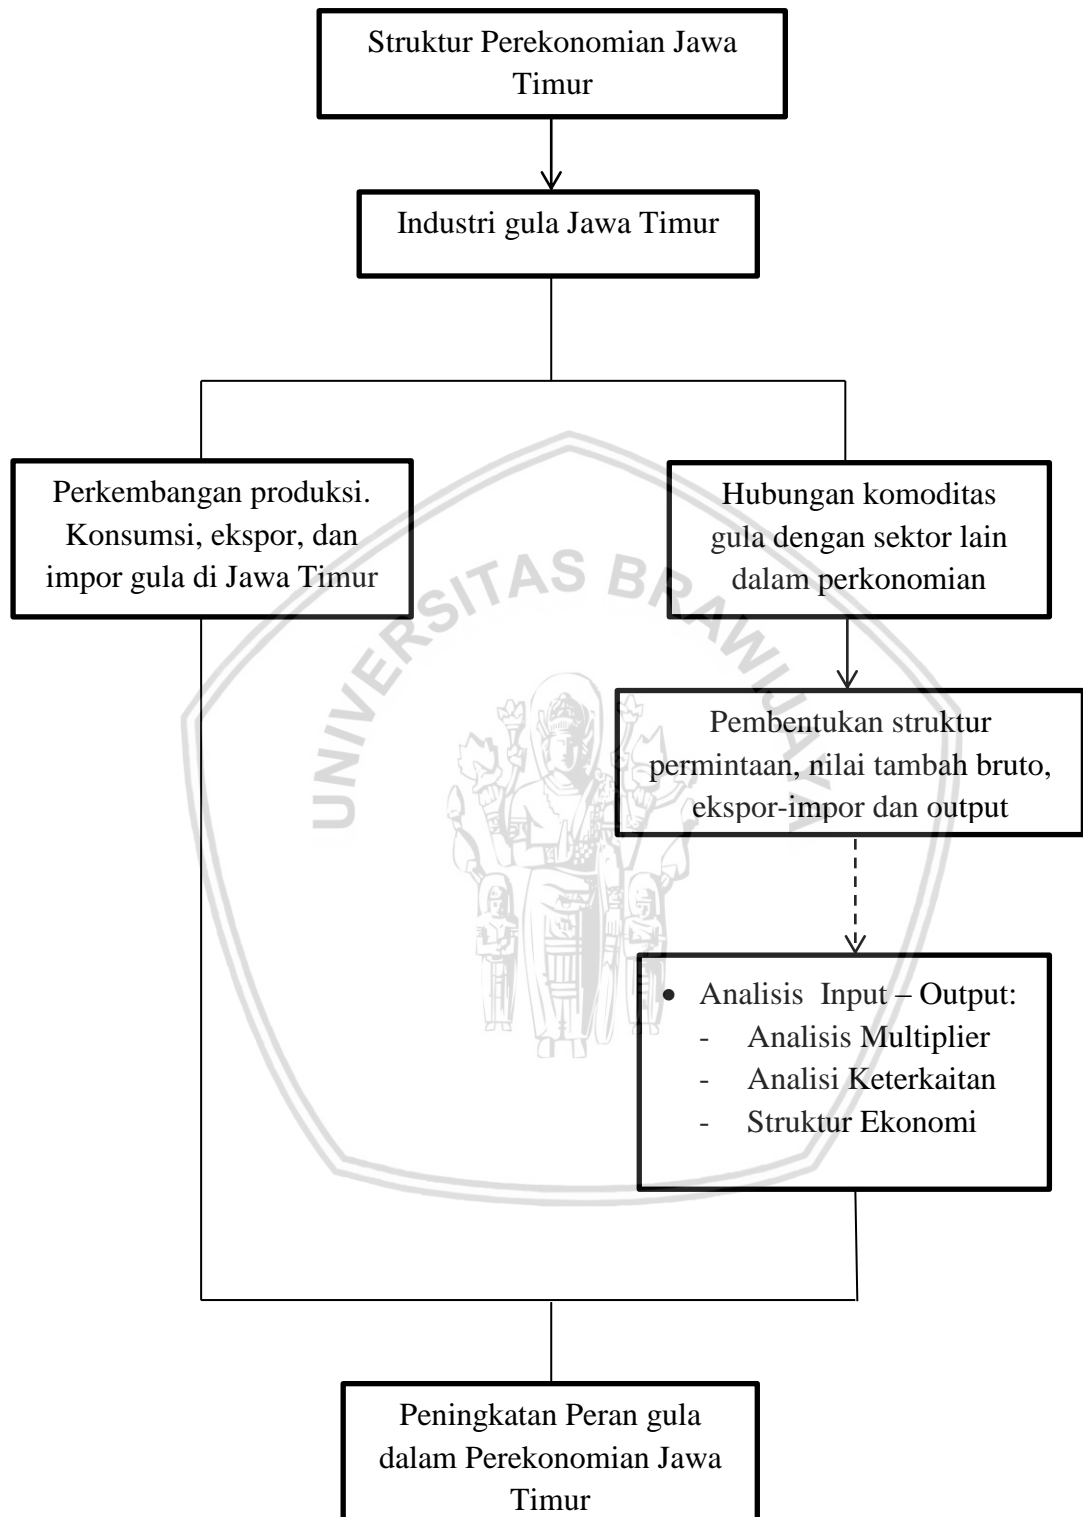 Struktur Perekonomian Jawa
Timur
Industri gula Jawa Timur
Perkembangan produksi.
Konsumsi, ekspor, dan
impor gula di Jawa Timur
Hubungan komoditas
gula dengan sektor lain
dalam perkonomian
UNIVERSITAS BRAWIJAYA
Pembentukan struktur
permintaan, nilai tambah bruto,
ekspor-impor dan output
• Analisis Input – Output:
- Analisis Multiplier
- Analisi Keterkaitan
- Struktur Ekonomi
Peningkatan Peran gula
dalam Perekonomian Jawa
Timur